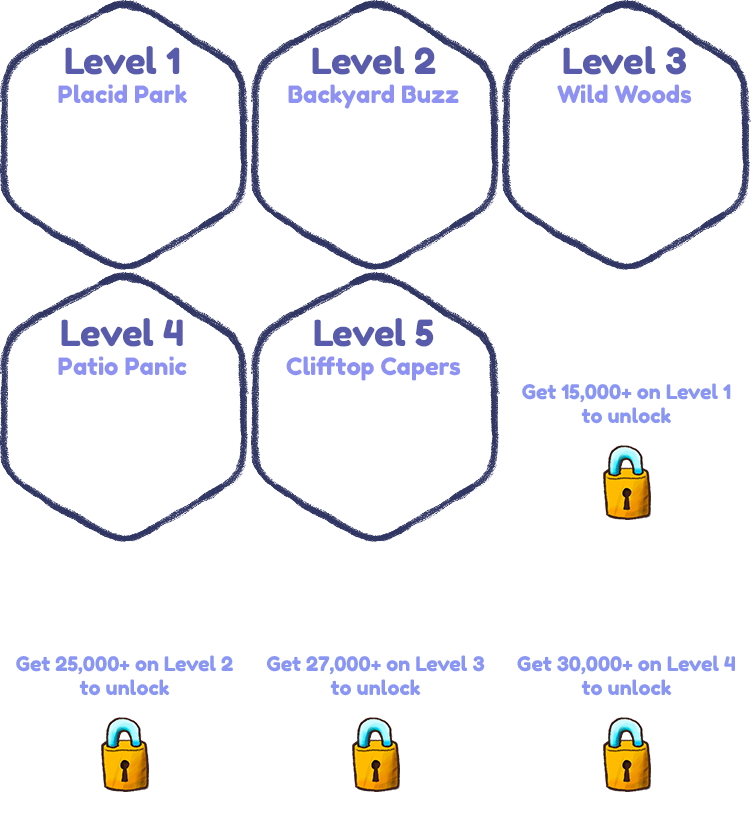 Level 1
Placid Park
Level 2
Backyard Buzz
Level 3
Wild Woods
Level 4
Patio Panic
Level 5
Clifftop Capers
Get 15,000+ on Level 1
to unlock
Get 25,000+ on Level 2
to unlock
Get 27,000+ on Level 3
to unlock
Get 30,000+ on Level 4
to unlock